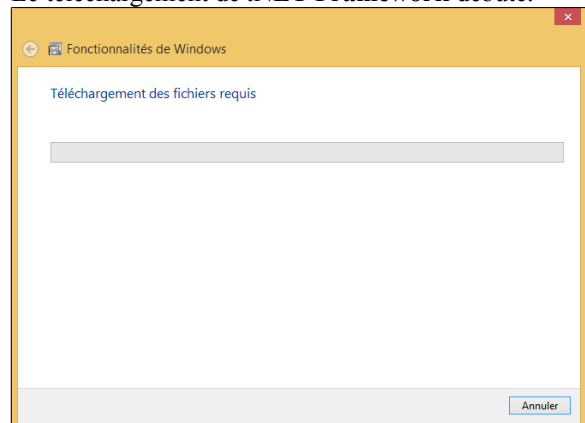 Le téléchargement de .NET Framework débute.
Fonctionnalités de Windows
Téléchargement des fichiers requis
Annuler